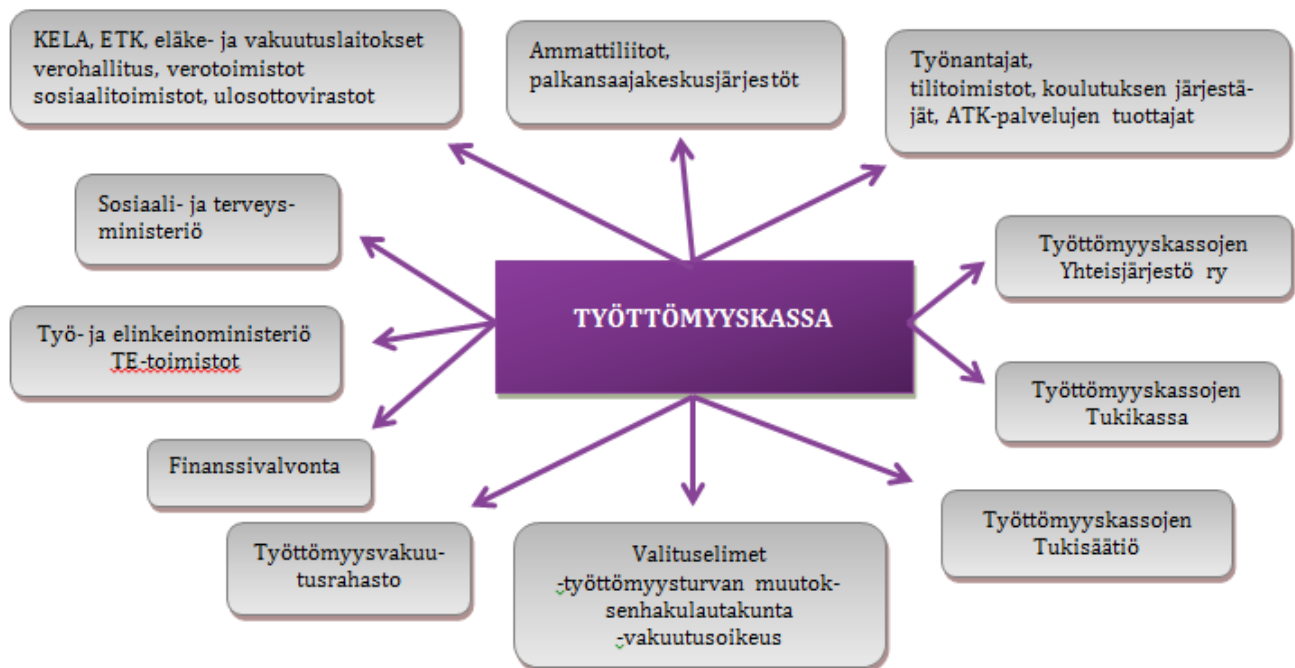 KELA, ETK, eläke- ja vakuutuslaitokset
verohallitus, verotoimistot
sosiaalitoimistot, ulosottovirastot
Ammattiliitot,
palkansaajakeskusjärjestöt
Työnantajat,
tilitoimistot, koulutuksen järjestä-
jät, ATK-palvelujen tuottajat
Sosiaali- ja terveys-
ministeriö
Työttömyyskassojen
Yhteisjärjestö ry
TYÖTTÖMYYSKASSA
Työ- ja elinkeinoministeriö
TE-toimistot
Työttömyyskassojen
Tukikassa
Finanssivalvonta
Työttömyysvakuu-
tusrahasto
Valituselimet
-työttömyysturvan muutok-
senhakulautakunta
-vakuutusoikeus
Työttömyyskassojen
Tukisäätiö